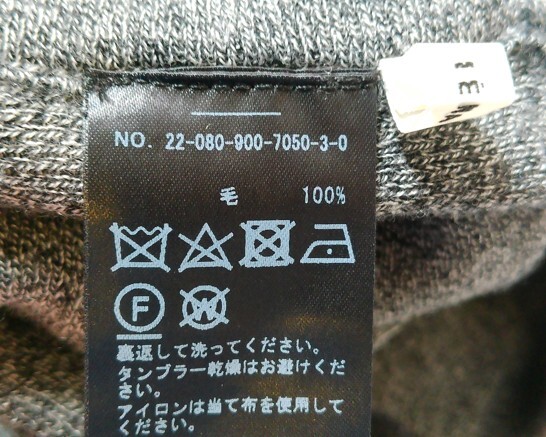 NO. 22-080-900-7050-3-0
毛 100%
F W
裏返して洗ってください。
タンブラー乾燥はお避けくだ
さい。
アイロンは当て布を使用して
ください。